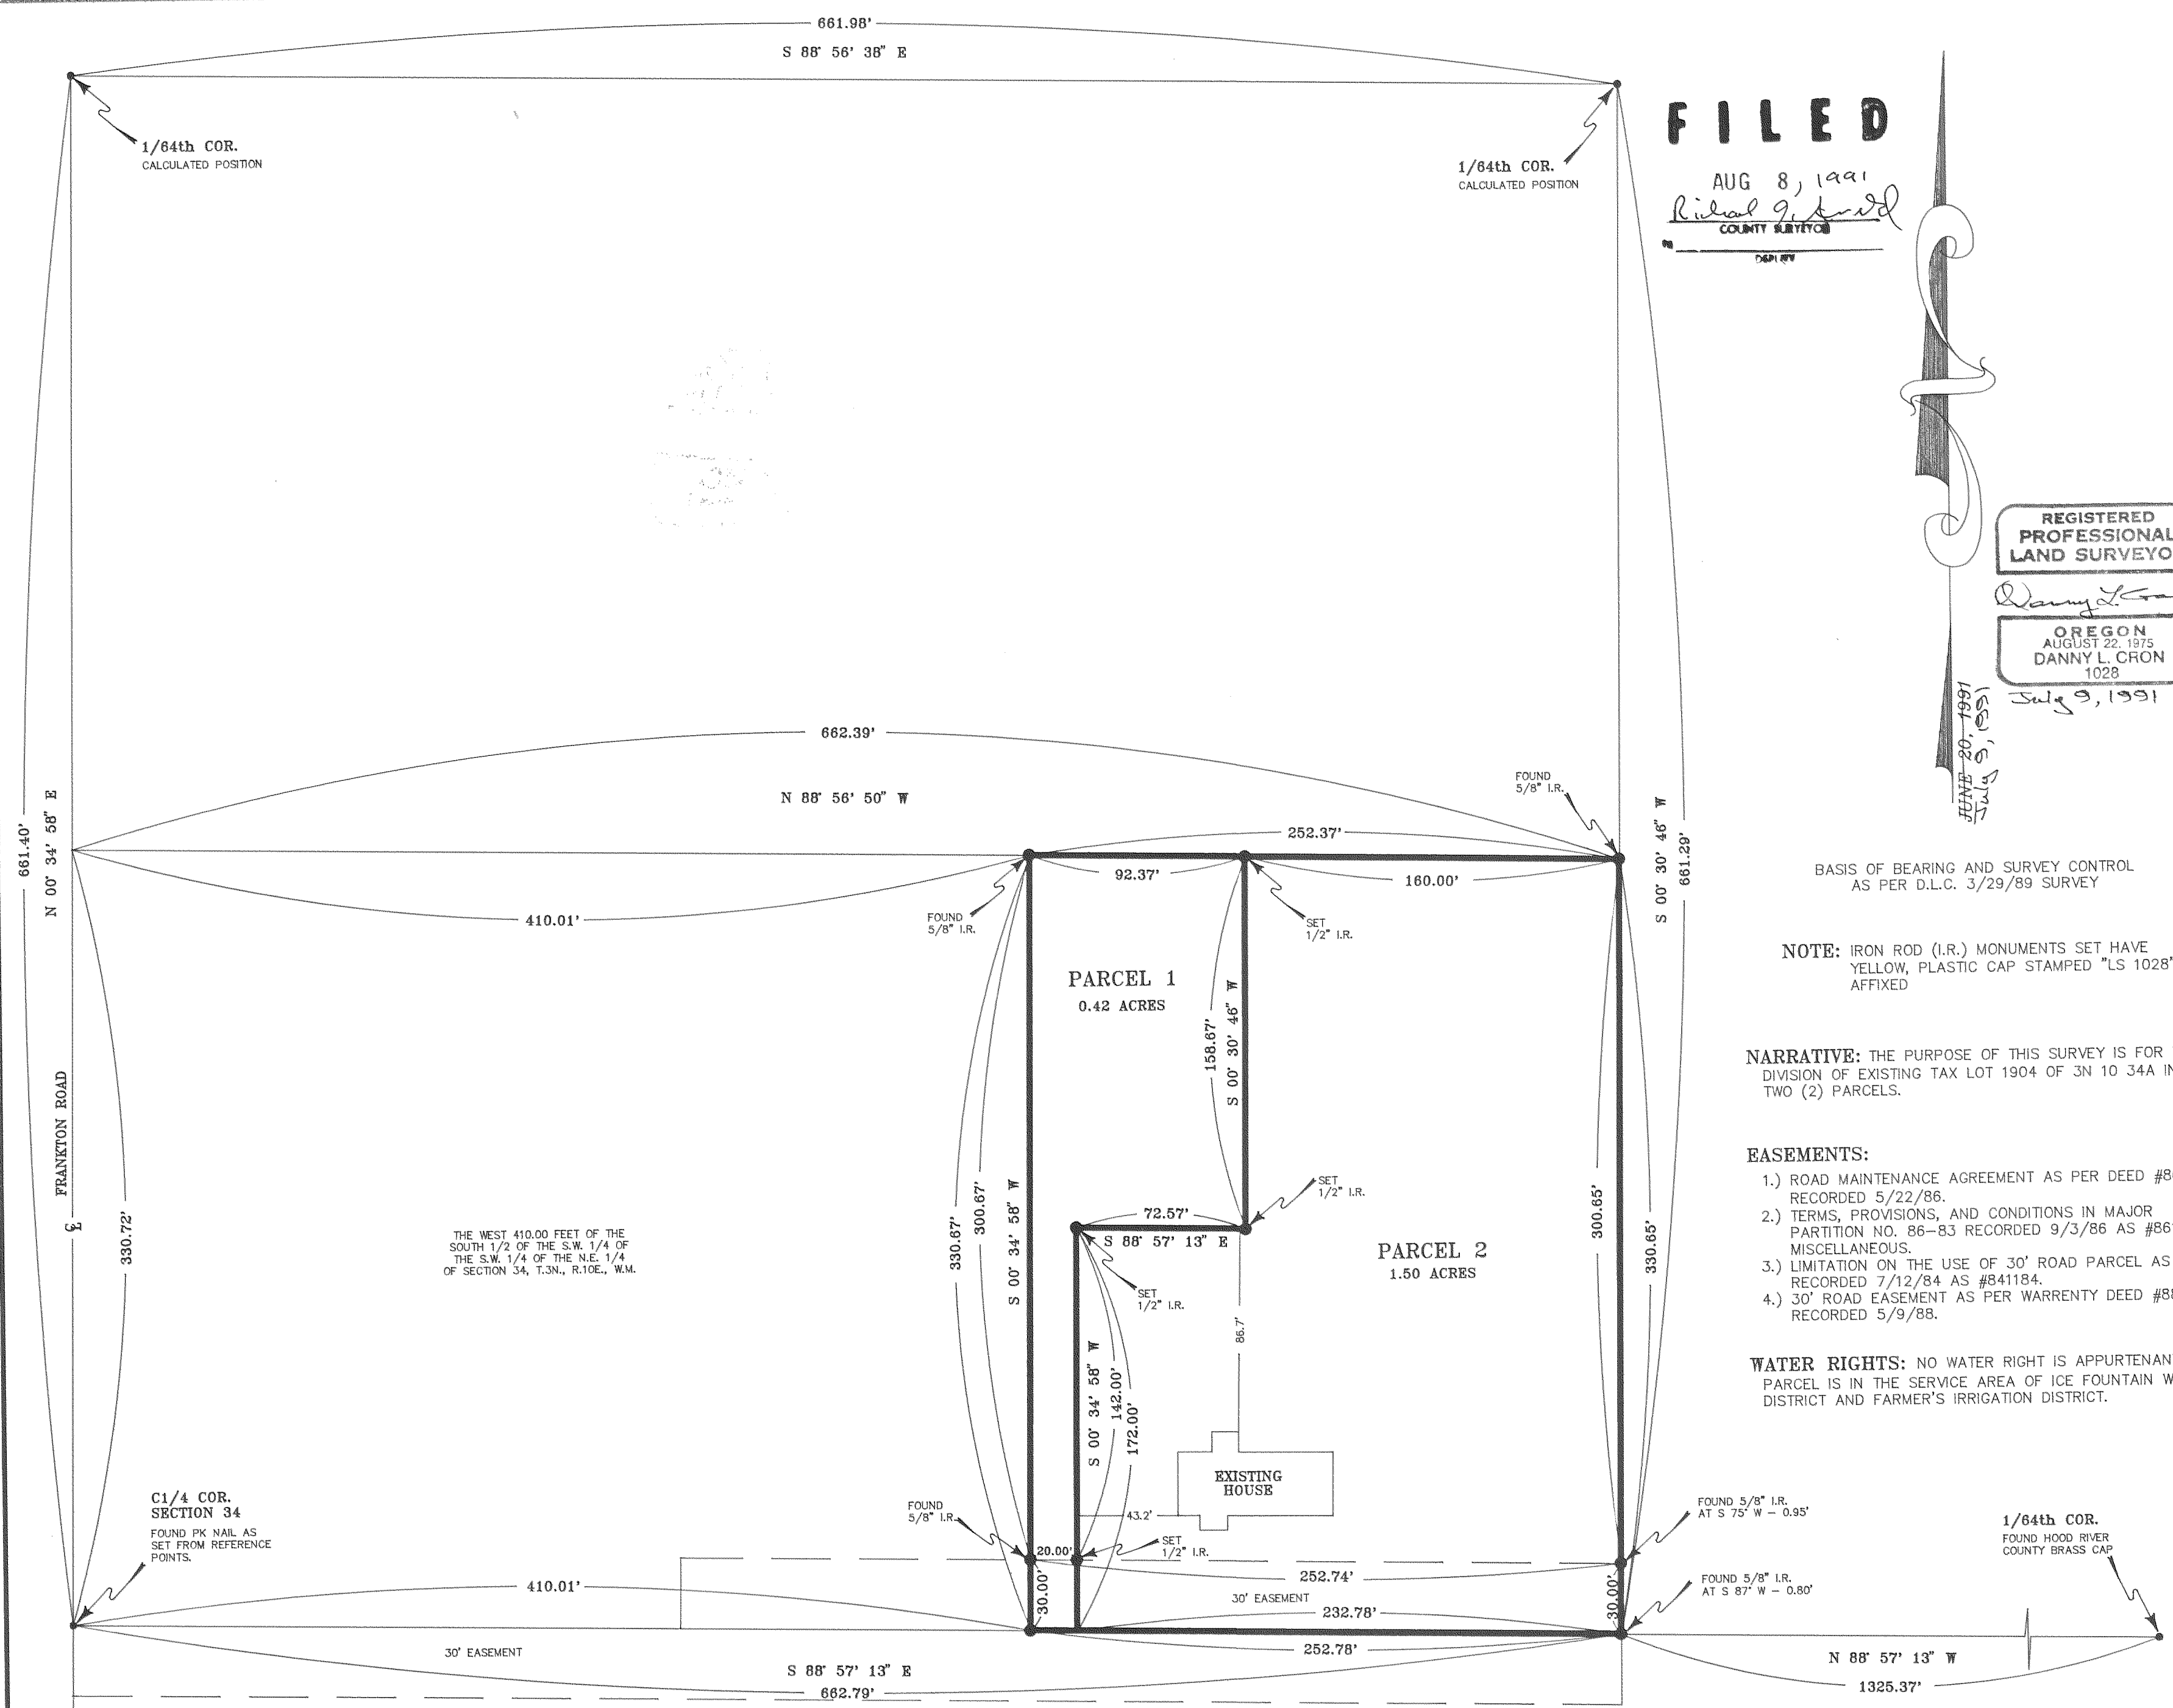 661.98'
S 88° 56' 38" E
1/64th COR.
CALCULATED POSITION
1/64th COR.
CALCULATED POSITION
FILED
AUG 8, 1991
COUNTY SURVEYOR
REGISTERED
PROFESSIONAL
LAND SURVEYO
OREGON
AUGUST 22, 1975
DANNY L. CRON
1028
July 9, 1991
JUNE 20, 1991
July 9, 1991
661.40'
N 00° 34' 58" E
662.39'
N 88° 56' 50" W
FOUND
5/8" I.R.
S 00° 30' 46" W
661.29'
252.37'
92.37'
160.00'
410.01'
FOUND
5/8" I.R.
SET
1/2" I.R.
BASIS OF BEARING AND SURVEY CONTROL
AS PER D.L.C. 3/29/89 SURVEY
NOTE: IRON ROD (I.R.) MONUMENTS SET HAVE
YELLOW, PLASTIC CAP STAMPED "LS 1028"
AFFIXED
PARCEL 1
0.42 ACRES
158.67'
S 00° 30' 46" W
NARRATIVE: THE PURPOSE OF THIS SURVEY IS FOR
DIVISION OF EXISTING TAX LOT 1904 OF 3N 10 34A IN
TWO (2) PARCELS.
FRANKTON ROAD
CL
330.72'
THE WEST 410.00 FEET OF THE
SOUTH 1/2 OF THE S.W. 1/4 OF
THE S.W. 1/4 OF THE N.E. 1/4
OF SECTION 34, T.3N., R.10E., W.M.
330.67'
300.67'
S 00° 34' 58" W
72.57'
S 88° 57' 13" E
SET
1/2" I.R.
SET
1/2" I.R.
PARCEL 2
1.50 ACRES
300.65'
330.65'
EASEMENTS:
1.) ROAD MAINTENANCE AGREEMENT AS PER DEED #8
RECORDED 5/22/86.
2.) TERMS, PROVISIONS, AND CONDITIONS IN MAJOR
PARTITION NO. 86-83 RECORDED 9/3/86 AS #86
MISCELLANEOUS.
3.) LIMITATION ON THE USE OF 30' ROAD PARCEL AS
RECORDED 7/12/84 AS #841184.
4.) 30' ROAD EASEMENT AS PER WARRENTY DEED #88
RECORDED 5/9/88.
WATER RIGHTS: NO WATER RIGHT IS APPURTENAN
PARCEL IS IN THE SERVICE AREA OF ICE FOUNTAIN W
DISTRICT AND FARMER'S IRRIGATION DISTRICT.
86.7'
S 00° 34' 58" W
142.00'
172.00'
EXISTING
HOUSE
43.2'
C1/4 COR.
SECTION 34
FOUND PK NAIL AS
SET FROM REFERENCE
POINTS.
FOUND
5/8" I.R.
20.00'
SET
1/2" I.R.
FOUND 5/8" I.R.
AT S 75° W - 0.95'
1/64th COR.
FOUND HOOD RIVER
COUNTY BRASS CAP
252.74'
410.01'
30.00'
30' EASEMENT
232.78'
30.00'
FOUND 5/8" I.R.
AT S 87° W - 0.80'
30' EASEMENT
252.78'
S 88° 57' 13" E
662.79'
N 88° 57' 13" W
1325.37'